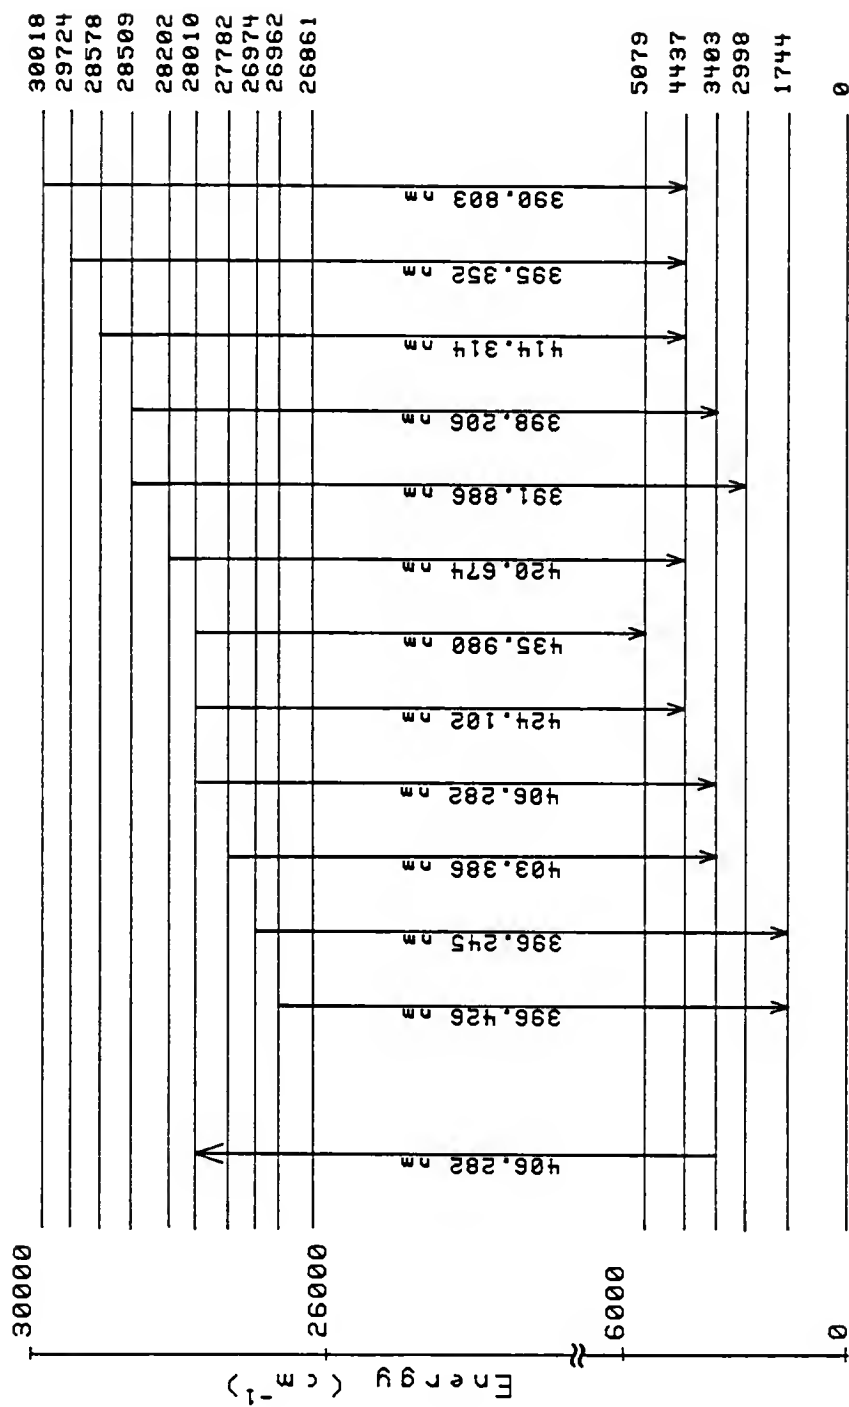 30018
29724
28578
28509
28202
28010
27782
26974
26962
26861
5079
4437
3403
2998
1744
0
390.803 nm
395.352 nm
414.314 nm
398.206 nm
391.886 nm
420.674 nm
435.980 nm
424.102 nm
406.282 nm
403.386 nm
396.245 nm
396.426 nm
406.282 nm
30000
26000
6000
0
Energy (cm⁻¹)